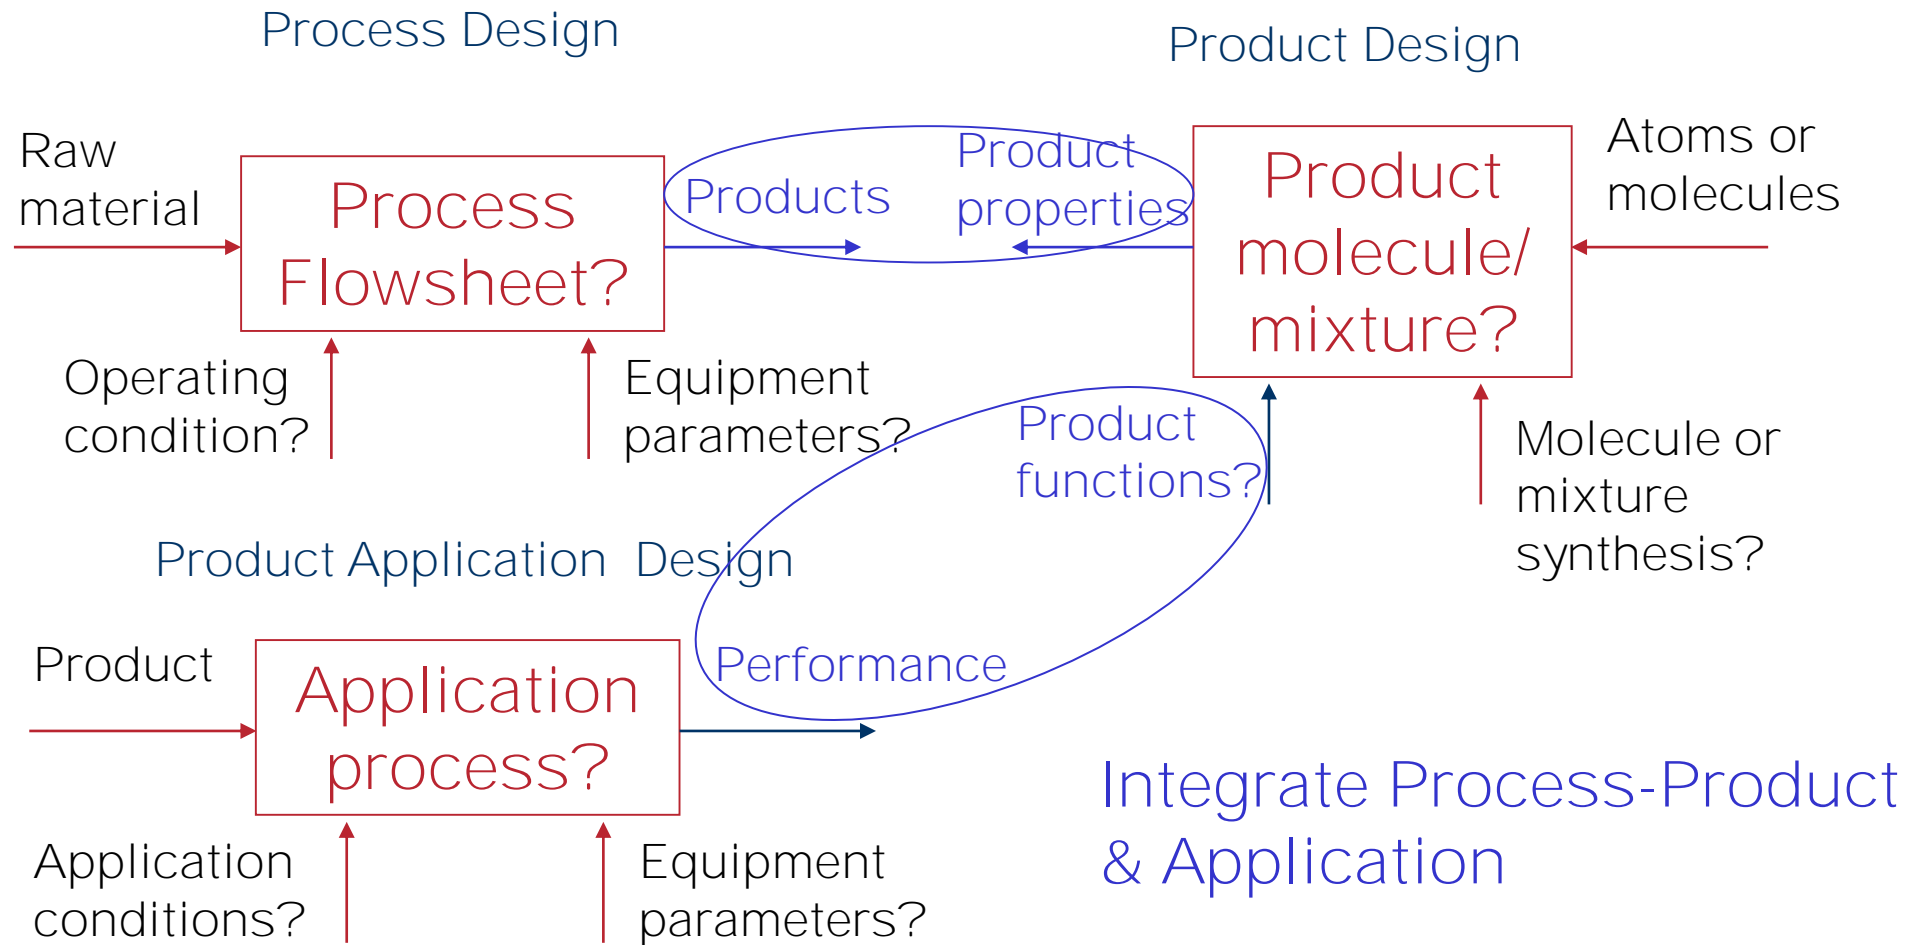 Process Design
Product Design
Raw
material
Process
Flowsheet?
Products
Product
properties
Product
molecule/
mixture?
Atoms or
molecules
Operating
condition?
Equipment
parameters?
Product
functions?
Molecule or
mixture
synthesis?
Product Application  Design
Product
Application
process?
Performance
Application
conditions?
Equipment
parameters?
Integrate Process-Product
& Application